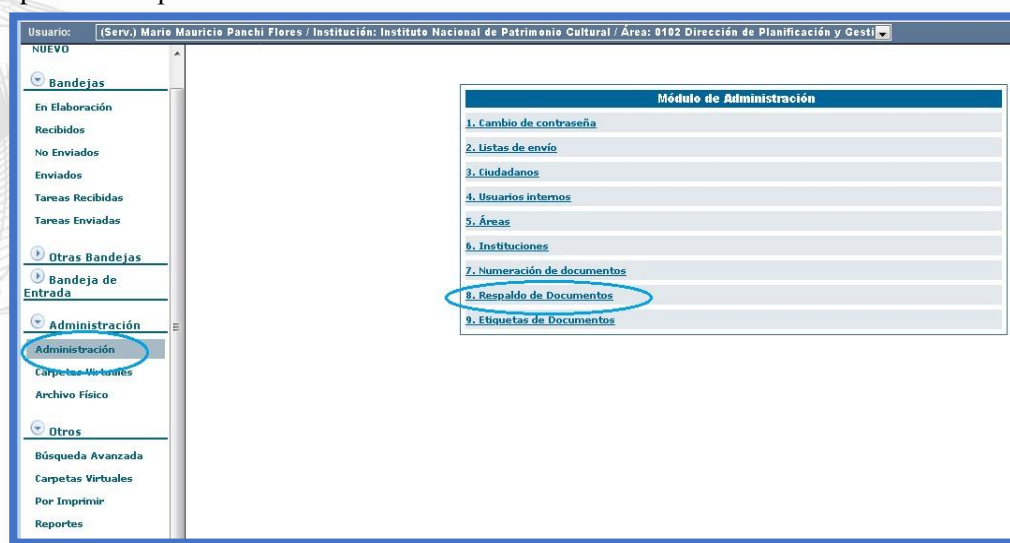 Usuario: (Serv.) Mario Mauricio Panchi Flores / Institución: Instituto Nacional de Patrimonio Cultural / Área: 0102 Dirección de Planificación y Gesti
NUEVO
Bandejas
En Elaboración
Recibidos
No Enviados
Enviados
Tareas Recibidas
Tareas Enviadas
Otras Bandejas
Bandeja de
Entrada
Administración
Administración
Carpetas Virtuales
Archivo Físico
Otros
Búsqueda Avanzada
Carpetas Virtuales
Por Imprimir
Reportes
Módulo de Administración
1. Cambio de contraseña
2. Listas de envío
3. Ciudadanos
4. Usuarios internos
5. Áreas
6. Instituciones
7. Numeración de documentos
8. Respaldo de Documentos
9. Etiquetas de Documentos